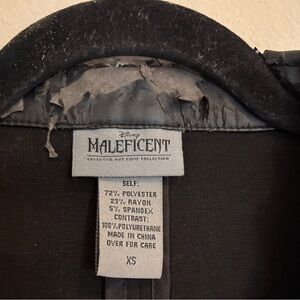 Disney
MALEFICENT
EXCLUSIVE HOT TOPIC COLLECTION
SELF:
72% POLYESTER
23% RAYON
5% SPANDEX
CONTRAST:
100% POLYURETHANE
MADE IN CHINA
OVER FOR CARE
XS